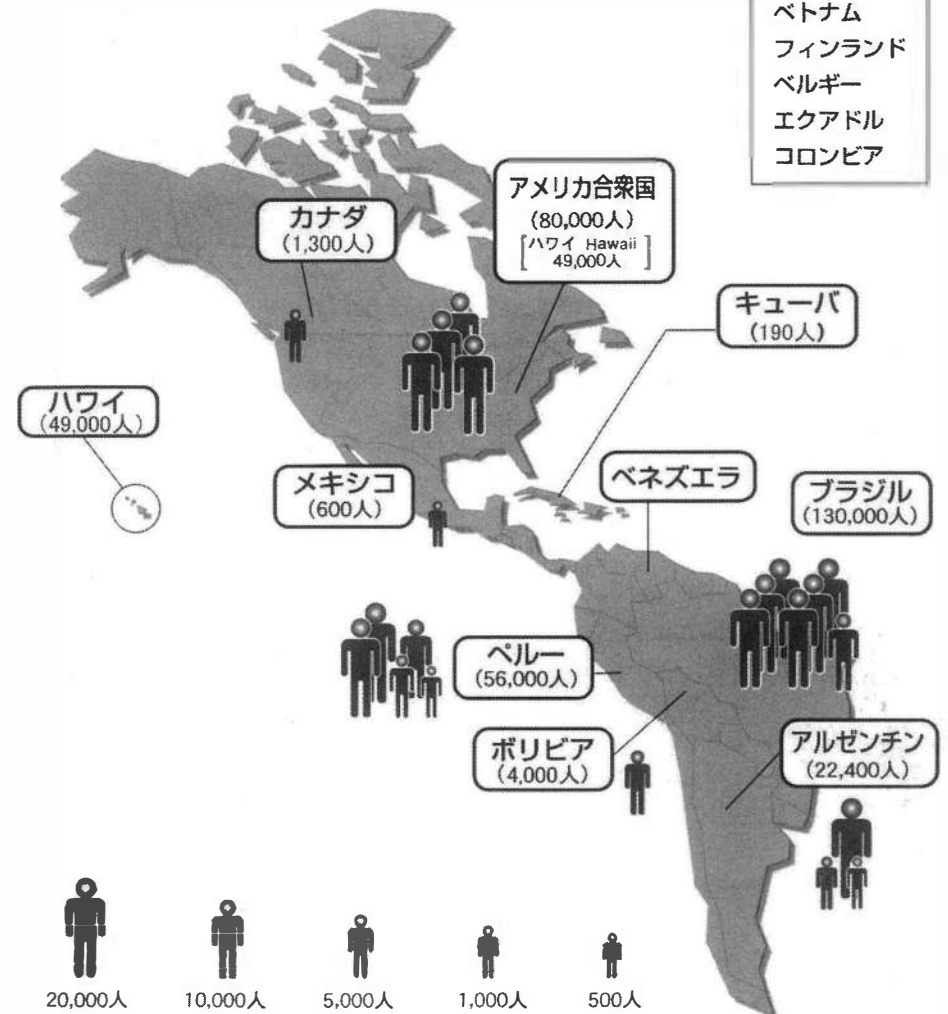 ベトナム
フィンランド
ベルギー
エクアドル
コロンビア
アメリカ合衆国
(80,000人)
[ハワイ Hawaii
49,000人]
カナダ
(1,300人)
キューバ
(190人)
ハワイ
(49,000人)
メキシコ
(600人)
ベネズエラ
ブラジル
(130,000人)
ペルー
(56,000人)
ボリビア
(4,000人)
アルゼンチン
(22,400人)
20,000人
10,000人
5,000人
1,000人
500人